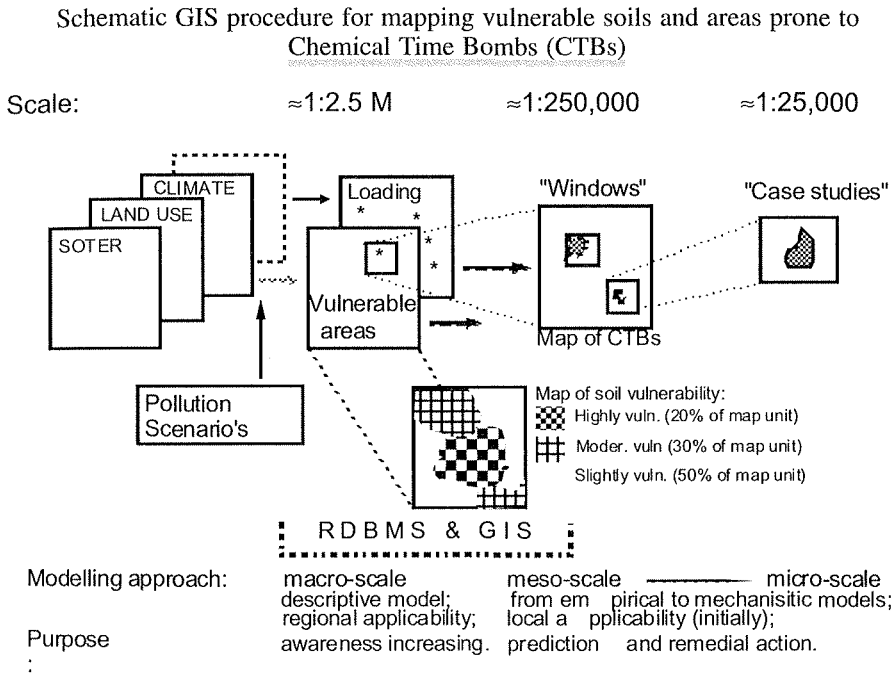 Schematic GIS procedure for mapping vulnerable soils and areas prone to
Chemical Time Bombs (CTBs)
Scale: ≈1:2.5 M ≈1:250,000 ≈1:25,000
CLIMATE
LAND USE
SOTER
Loading
* * * * *
Vulnerable
areas
"Windows"
"Case studies"
Map of CTBs
Pollution
Scenario's
Map of soil vulnerability:
Highly vuln. (20% of map unit)
Moder. vuln (30% of map unit)
Slightly vuln. (50% of map unit)
RDBMS & GIS
Modelling approach: macro-scale meso-scale micro-scale
descriptive model; from em pirical to mechanisitic models;
regional applicability; local a pplicability (initially);
Purpose awareness increasing. prediction and remedial action.
: